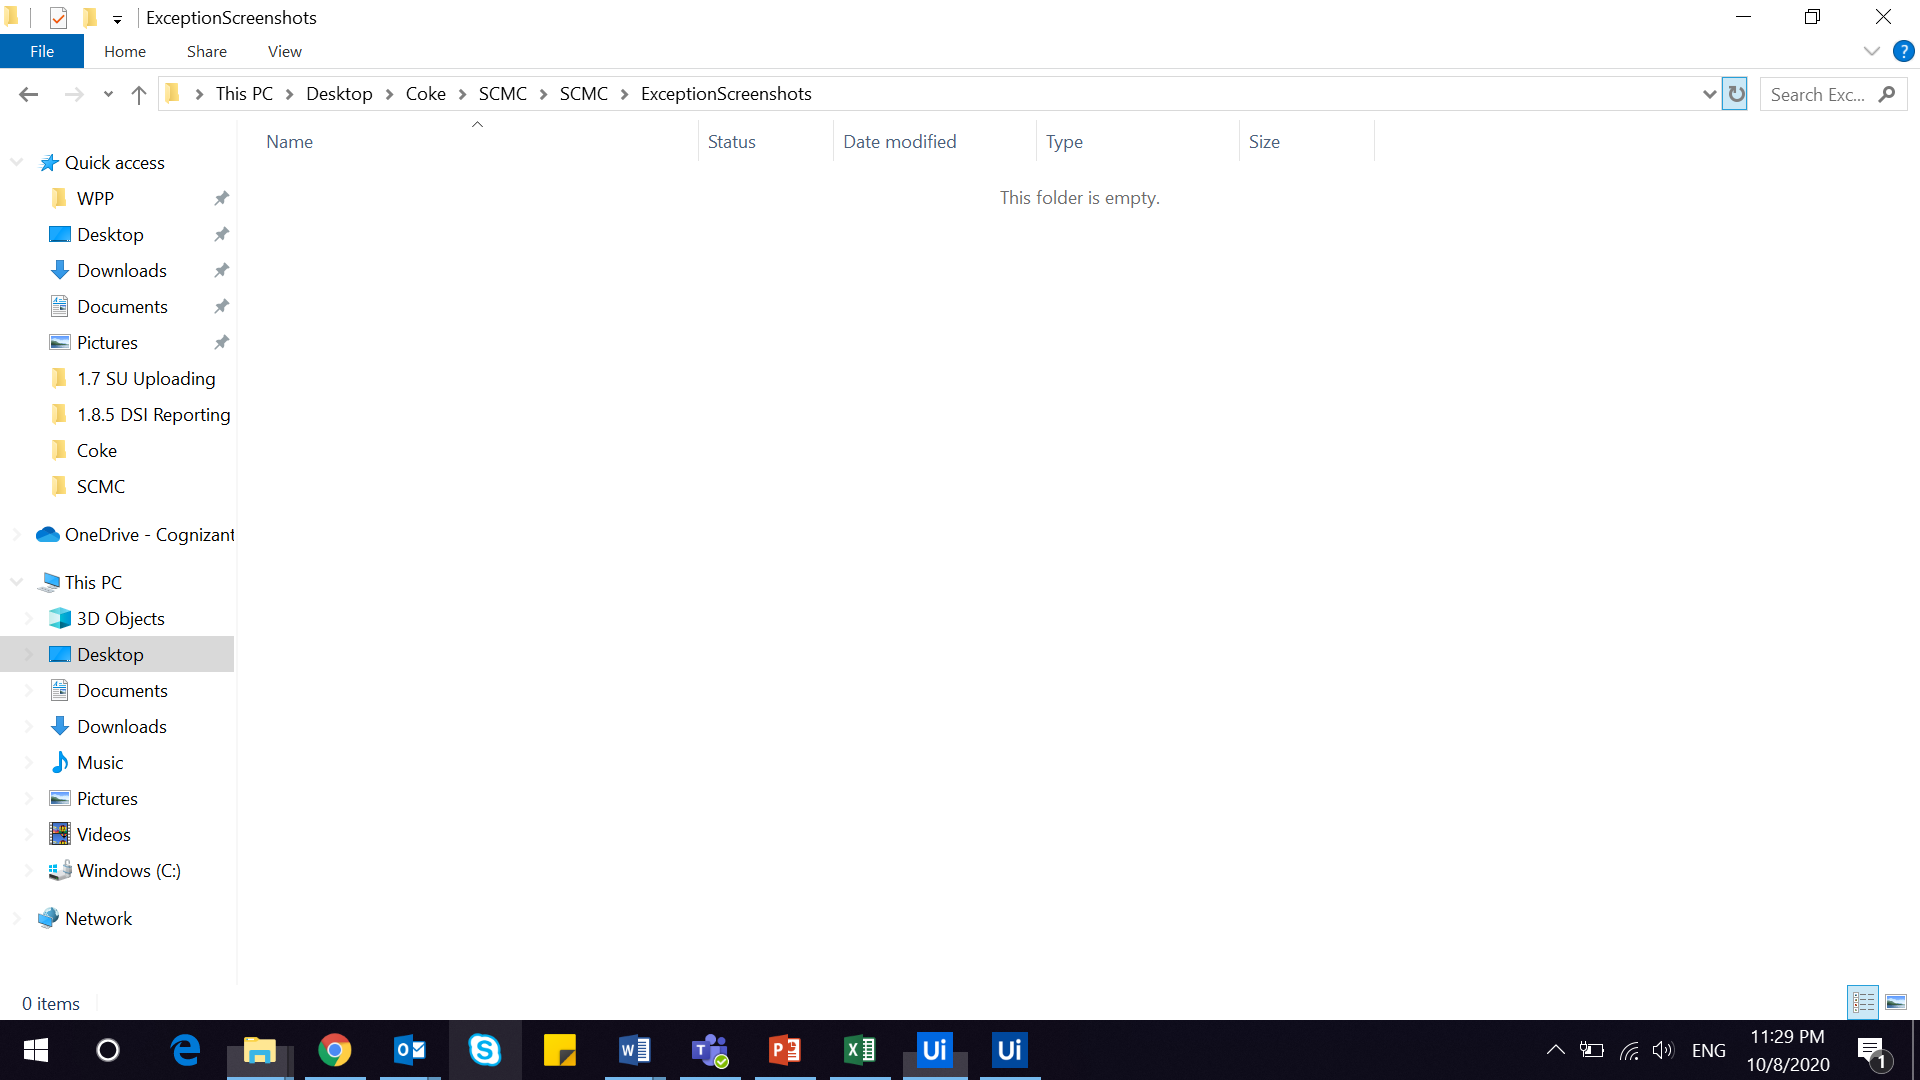 ExceptionScreenshots
File Home Share View
This PC Desktop Coke SCMC SCMC ExceptionScreenshots
Search Exc...
Name Status Date modified Type Size
This folder is empty.
Quick access
WPP
Desktop
Downloads
Documents
Pictures
1.7 SU Uploading
1.8.5 DSI Reporting
Coke
SCMC
OneDrive - Cognizant
This PC
3D Objects
Desktop
Documents
Downloads
Music
Pictures
Videos
Windows (C:)
Network
0 items
Ui Ui
ENG
11:29 PM
10/8/2020
1